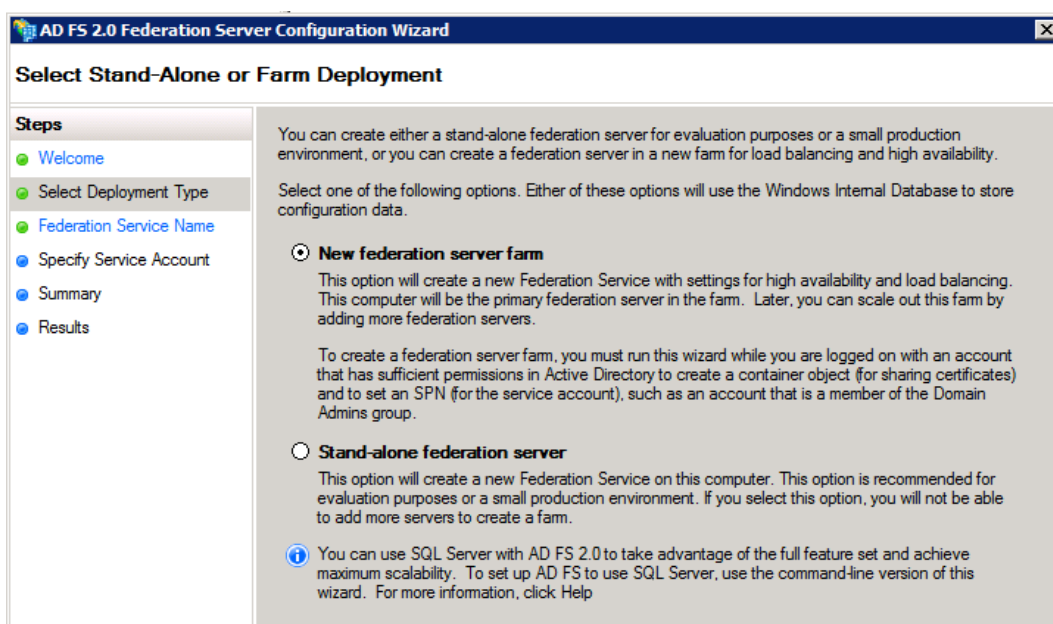 AD FS 2.0 Federation Server Configuration Wizard
Select Stand-Alone or Farm Deployment
Steps
Welcome
Select Deployment Type
Federation Service Name
Specify Service Account
Summary
Results
You can create either a stand-alone federation server for evaluation purposes or a small production
environment, or you can create a federation server in a new farm for load balancing and high availability.
Select one of the following options. Either of these options will use the Windows Internal Database to store
configuration data.
New federation server farm
This option will create a new Federation Service with settings for high availability and load balancing.
This computer will be the primary federation server in the farm. Later, you can scale out this farm by
adding more federation servers.
To create a federation server farm, you must run this wizard while you are logged on with an account
that has sufficient permissions in Active Directory to create a container object (for sharing certificates)
and to set an SPN (for the service account), such as an account that is a member of the Domain
Admins group.
Stand-alone federation server
This option will create a new Federation Service on this computer. This option is recommended for
evaluation purposes or a small production environment. If you select this option, you will not be able
to add more servers to create a farm.
You can use SQL Server with AD FS 2.0 to take advantage of the full feature set and achieve
maximum scalability. To set up AD FS to use SQL Server, use the command-line version of this
wizard. For more information, click Help